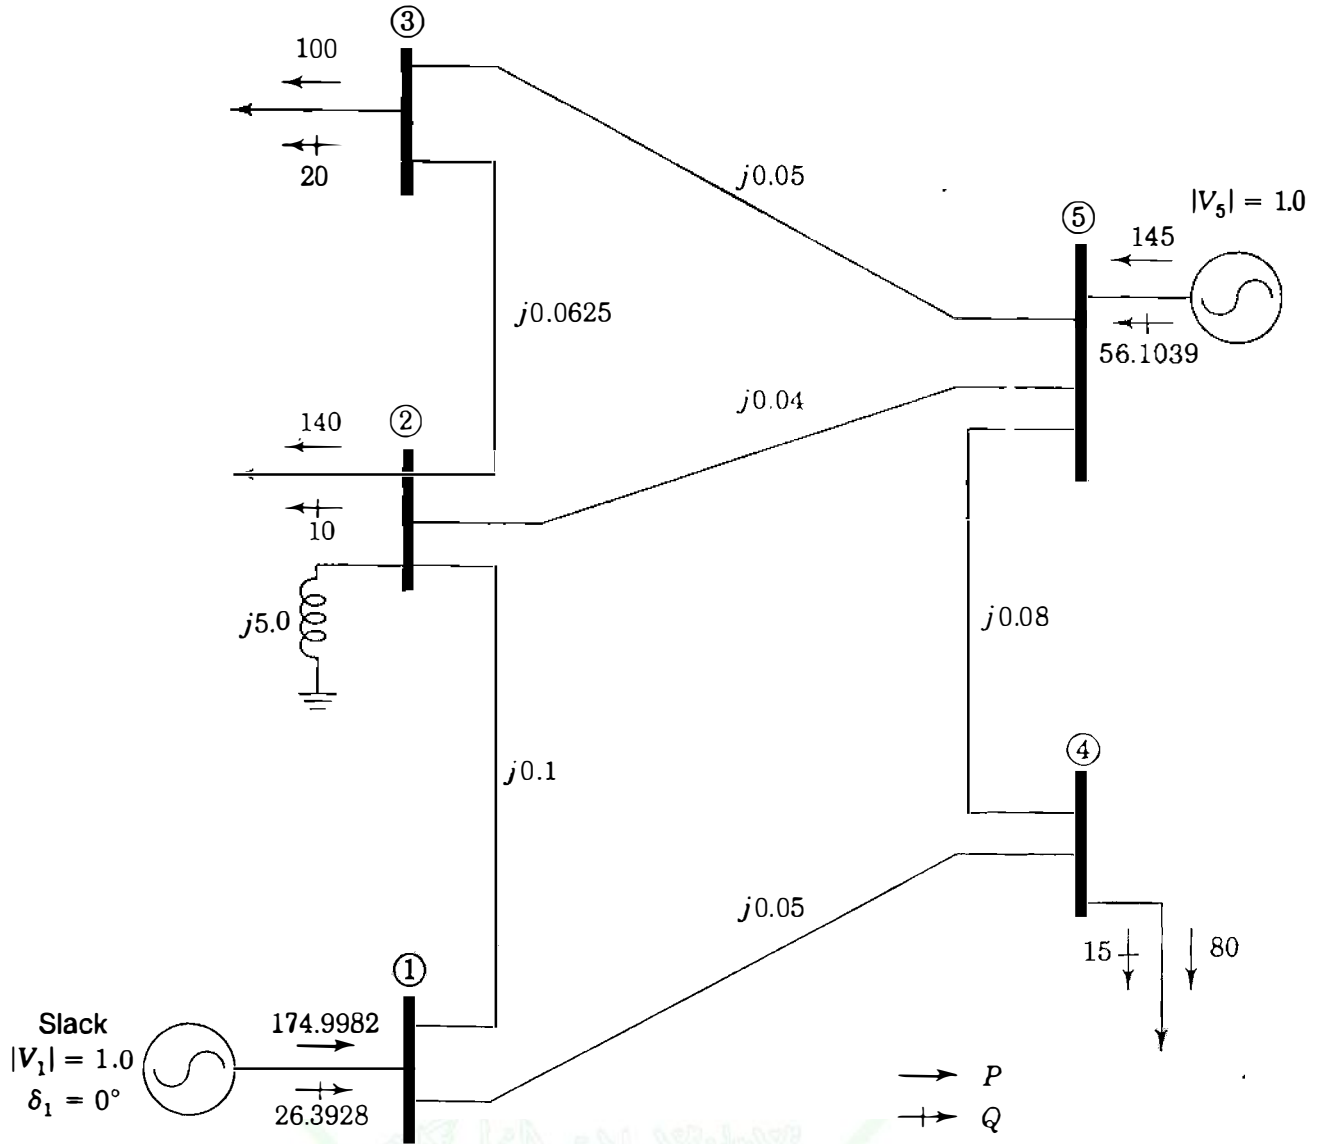 ③
100
20
j0.05
|V5| = 1.0
⑤
145
56.1039
j0.0625
j0.04
②
140
10
j5.0
j0.08
④
j0.1
j0.05
15
80
①
Slack
|V1| = 1.0
δ1 = 0°
174.9982
26.3928
P
Q